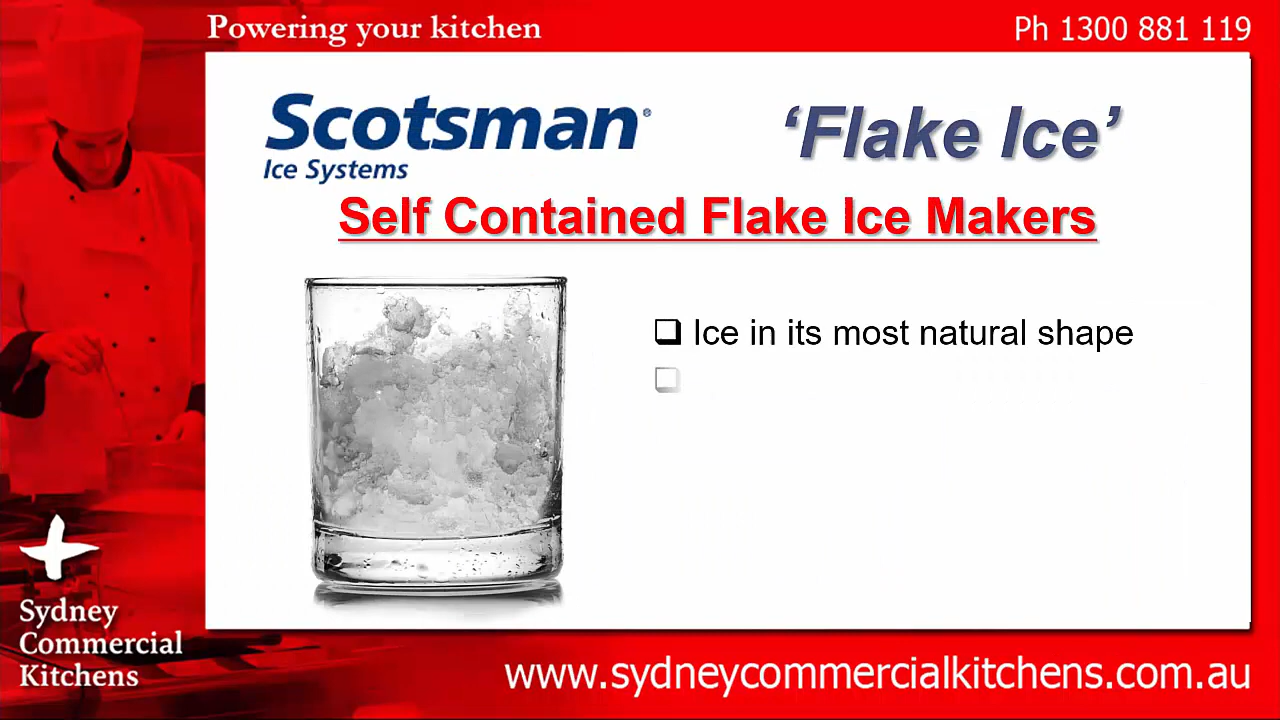 Powering your kitchen
Ph 1300 881 119
Scotsman®
Ice Systems
‘Flake Ice’
Self Contained Flake Ice Makers
❑ Ice in its most natural shape
Sydney
Commercial
Kitchens
www.sydneycommercialkitchens.com.au